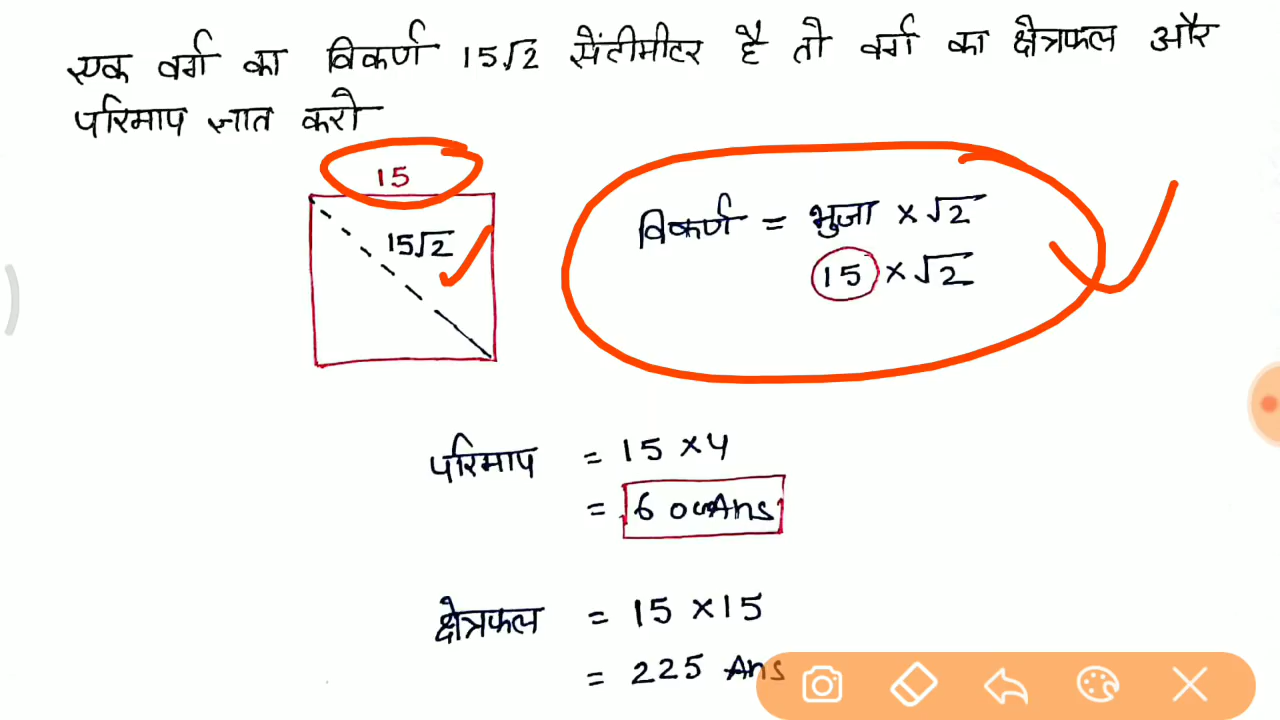 एक वर्ग का विकर्ण 15√2 सेंटीमीटर है तो वर्ग का क्षेत्रफल और
परिमाप ज्ञात करो
15
15√2
विकर्ण = भुजा × √2
15 × √2
परिमाप = 15 × 4
= 60 Ans
क्षेत्रफल = 15 × 15
= 225 Ans